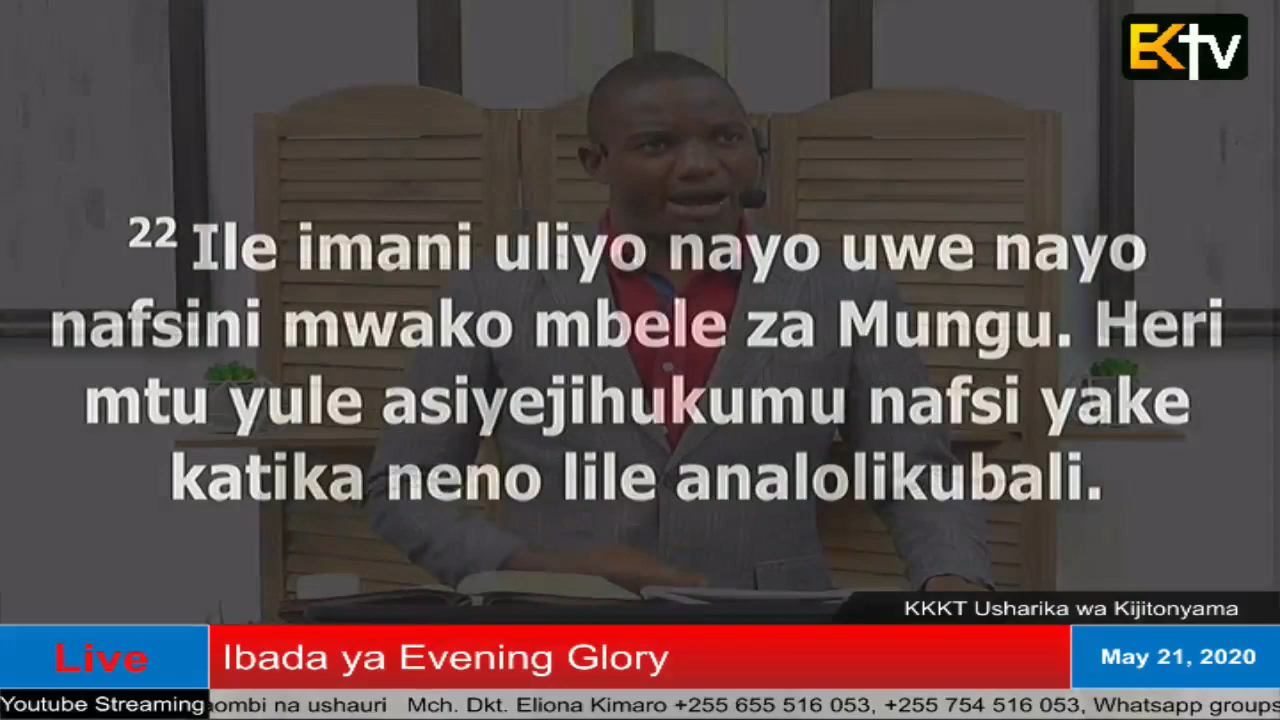 EKtv
22 Ile imani uliyo nayo uwe nayo
nafsini mwako mbele za Mungu. Heri
mtu yule asiyejihukumu nafsi yake
katika neno lile analolikubali.
KKKT Usharika wa Kijitonyama
Live
Ibada ya Evening Glory
May 21, 2020
Youtube Streaming
na ushauri Mch. Dkt. Eliona Kimaro +255 655 516 053, +255 754 516 053, Whatsapp groups